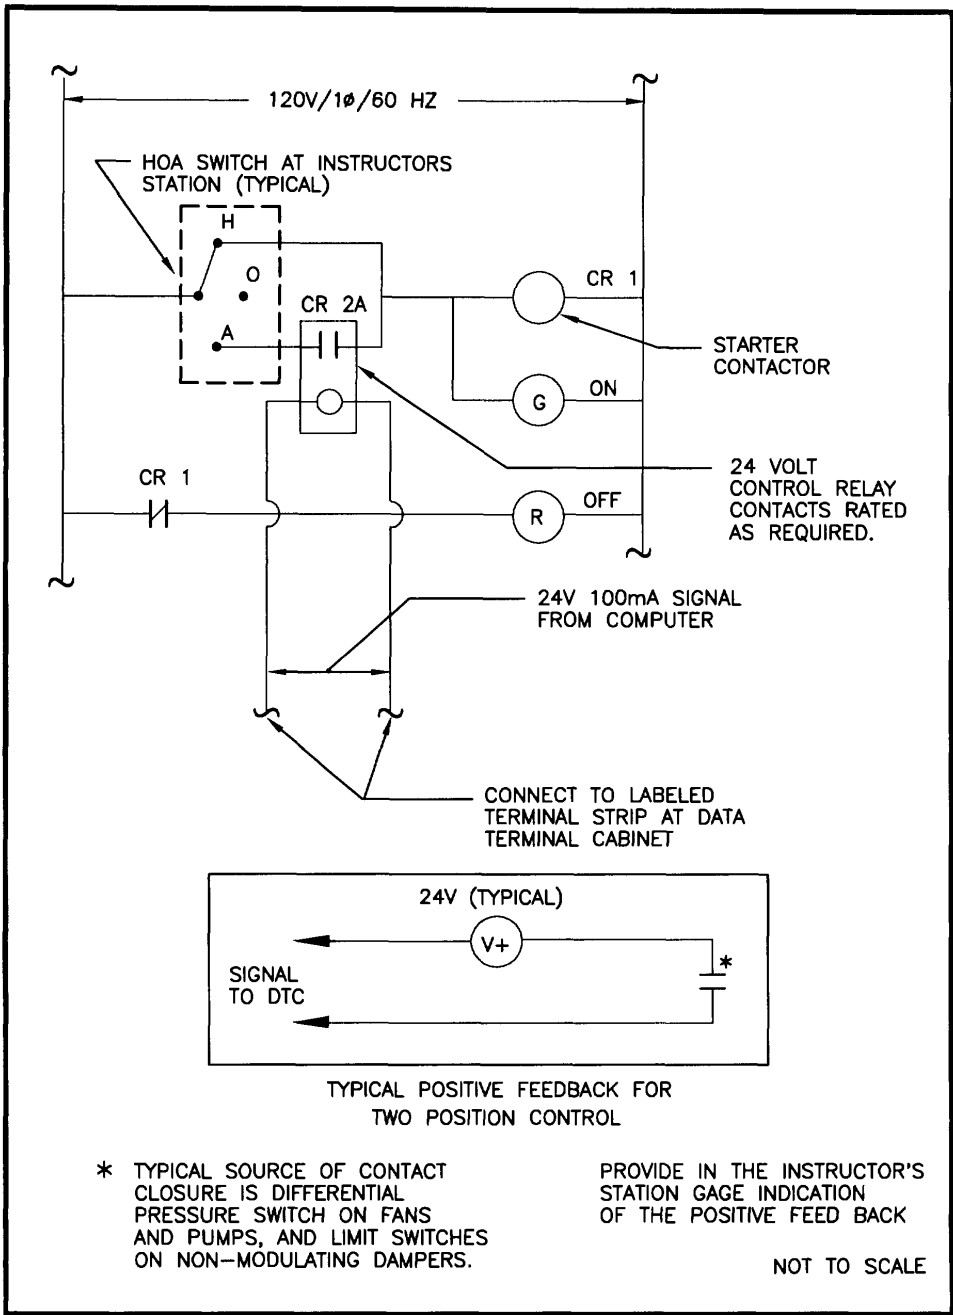 120V/1ø/60 HZ
HOA SWITCH AT INSTRUCTORS
STATION (TYPICAL)
H
O
A
CR 2A
CR 1
STARTER
CONTACTOR
G
ON
24 VOLT
CONTROL RELAY
CONTACTS RATED
AS REQUIRED.
CR 1
R
OFF
24V 100mA SIGNAL
FROM COMPUTER
CONNECT TO LABELED
TERMINAL STRIP AT DATA
TERMINAL CABINET
24V (TYPICAL)
V+
*
SIGNAL
TO DTC
TYPICAL POSITIVE FEEDBACK FOR
TWO POSITION CONTROL
* TYPICAL SOURCE OF CONTACT
CLOSURE IS DIFFERENTIAL
PRESSURE SWITCH ON FANS
AND PUMPS, AND LIMIT SWITCHES
ON NON-MODULATING DAMPERS.
PROVIDE IN THE INSTRUCTOR'S
STATION GAGE INDICATION
OF THE POSITIVE FEED BACK
NOT TO SCALE